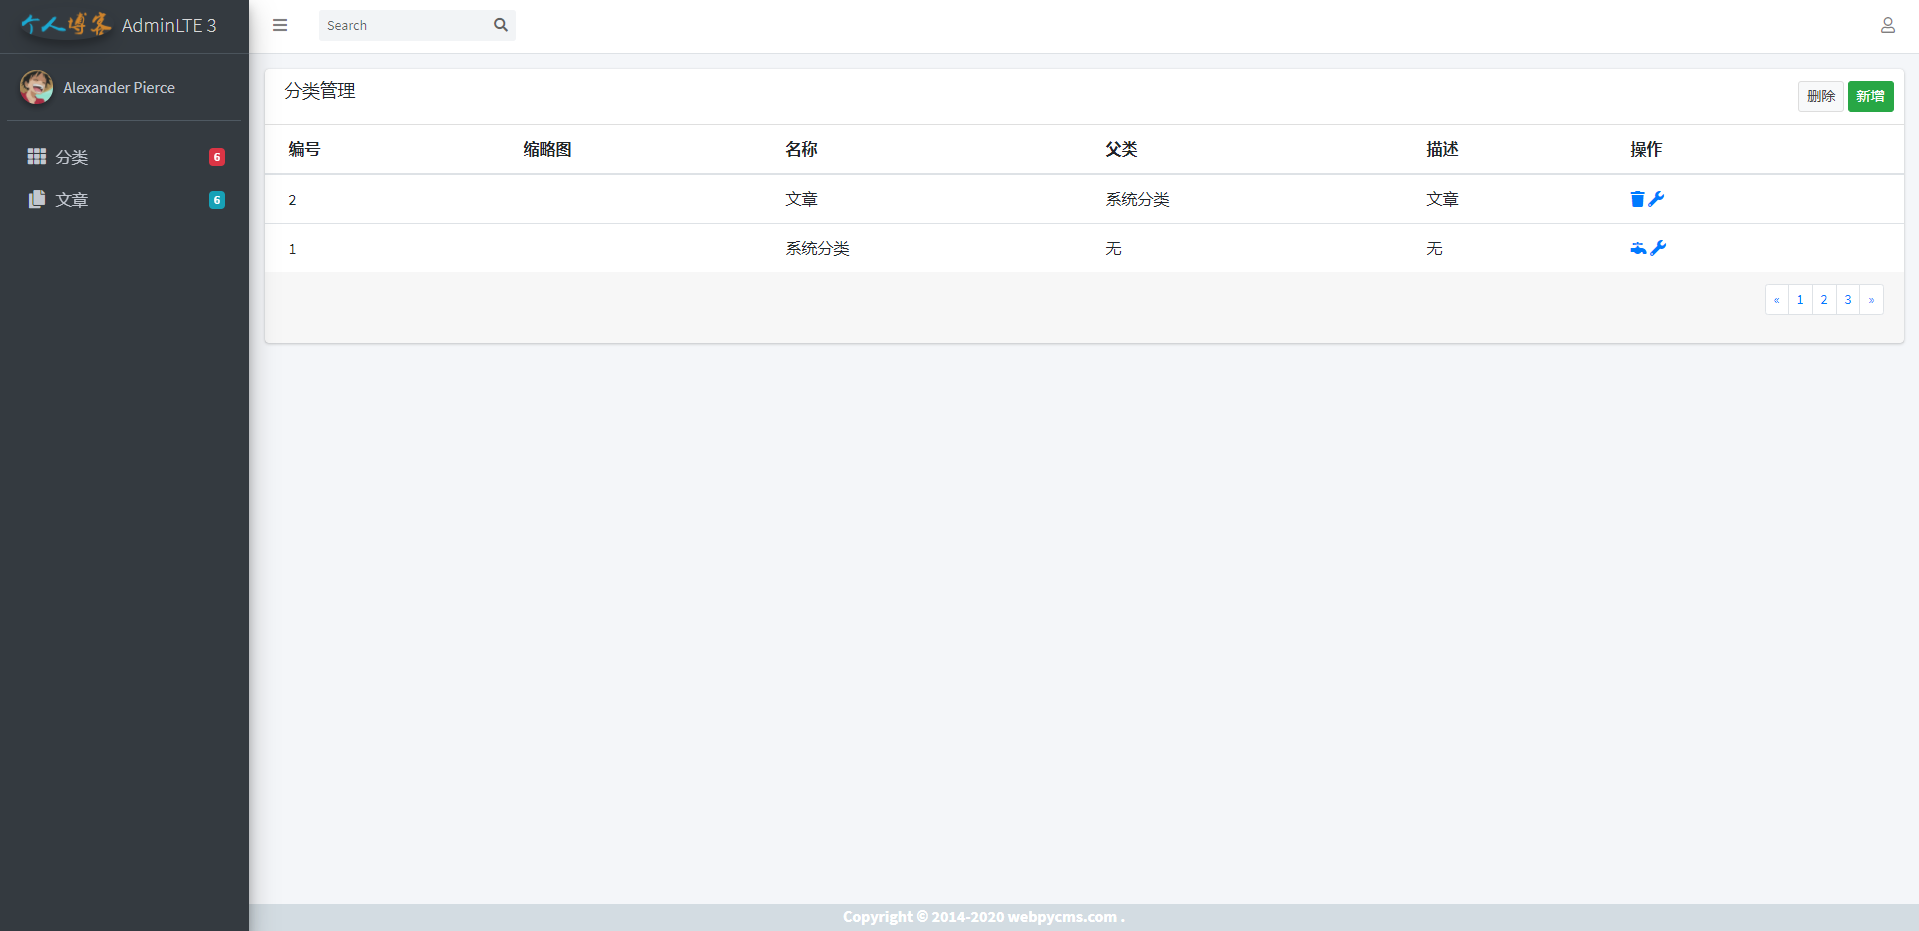 个人博客 AdminLTE 3
Search
Alexander Pierce
分类 6
文章 6
分类管理
删除 新增
编号 缩略图 名称 父类 描述 操作
2 文章 系统分类 文章
1 系统分类 无 无
« 1 2 3 »
Copyright © 2014-2020 webpycms.com .